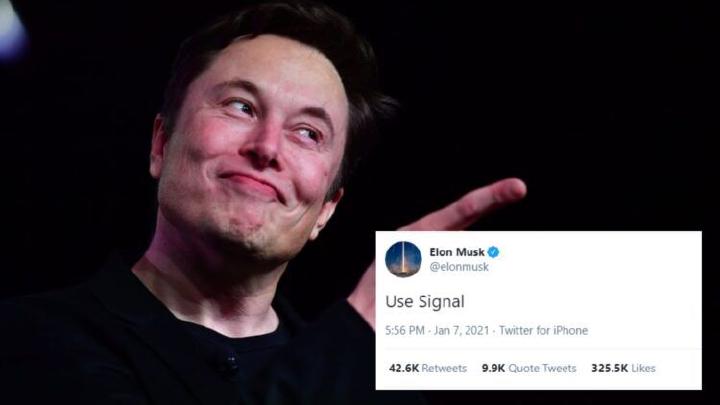 Elon Musk
@elonmusk
Use Signal
5:56 PM · Jan 7, 2021 · Twitter for iPhone
42.6K Retweets 9.9K Quote Tweets 325.5K Likes